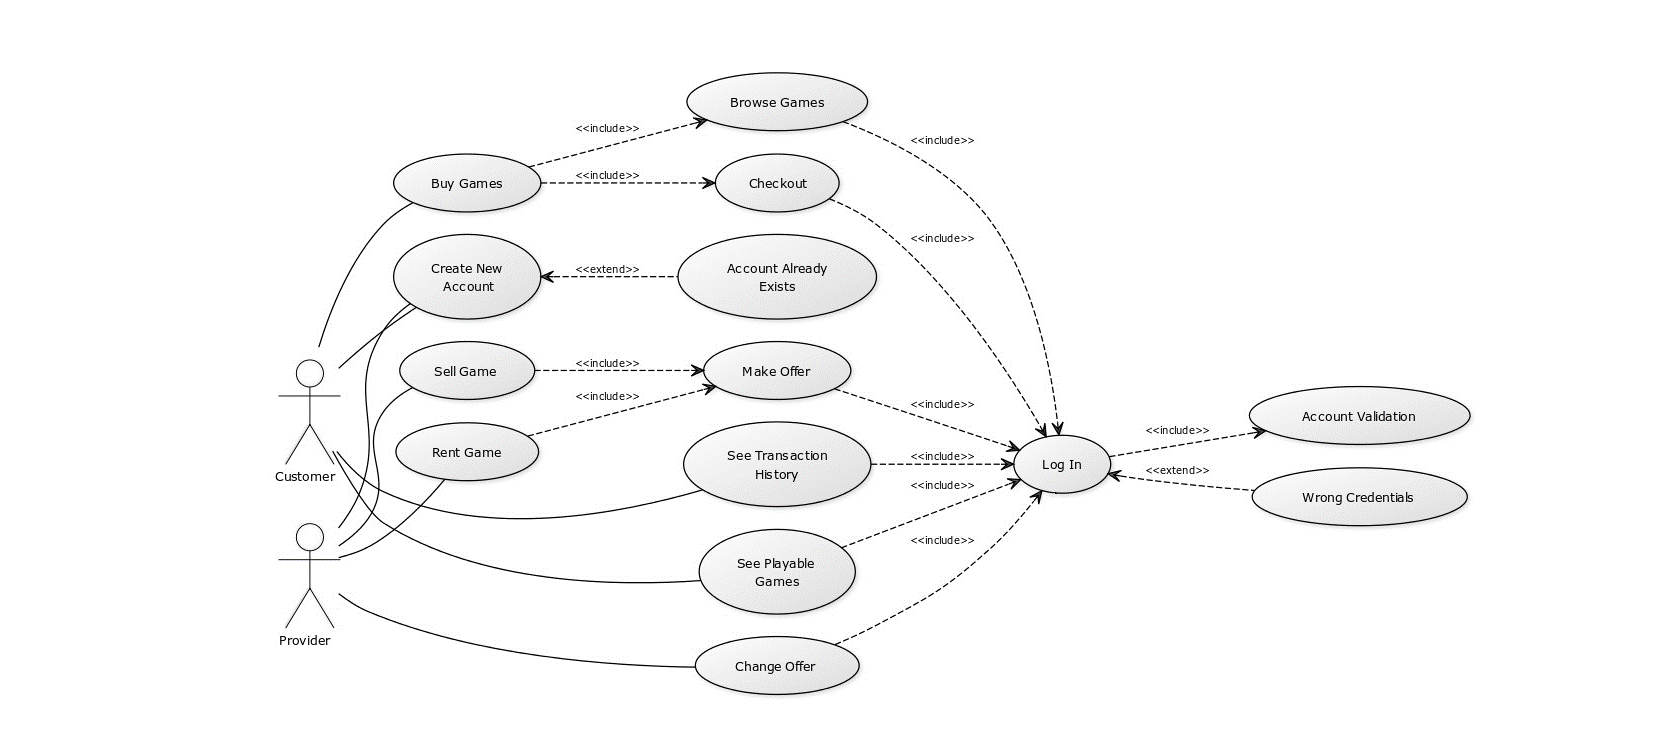 Browse Games
<<include>>
<<include>>
Buy Games
<<include>>
Checkout
<<include>>
Create New
Account
<<extend>>
Account Already
Exists
Sell Game
<<include>>
Make Offer
<<include>>
<<include>>
Rent Game
See Transaction
History
<<include>>
<<include>>
Log In
<<include>>
Account Validation
<<extend>>
Wrong Credentials
Customer
See Playable
Games
<<include>>
Provider
Change Offer